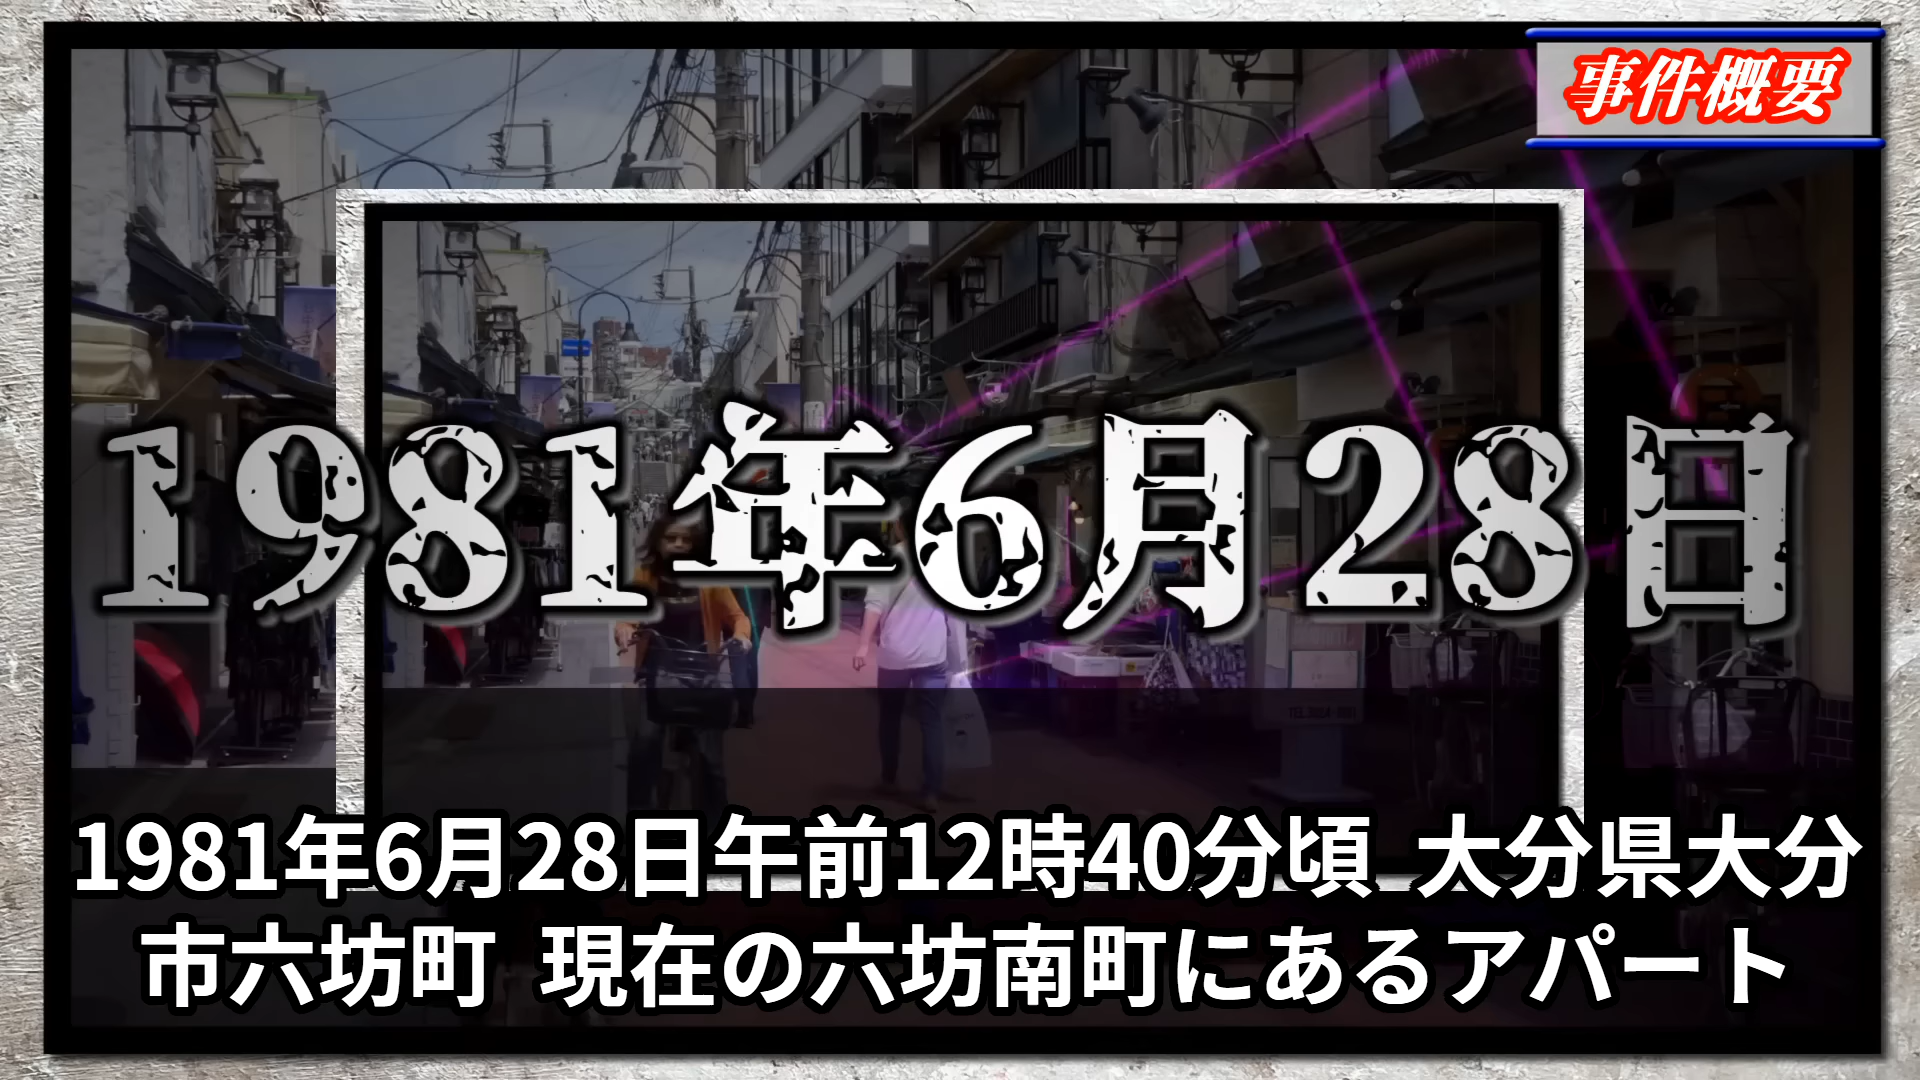 事件概要
1981年6月28日
1981年6月28日午前12時40分頃 大分県大分
市六坊町 現在の六坊南町にあるアパート